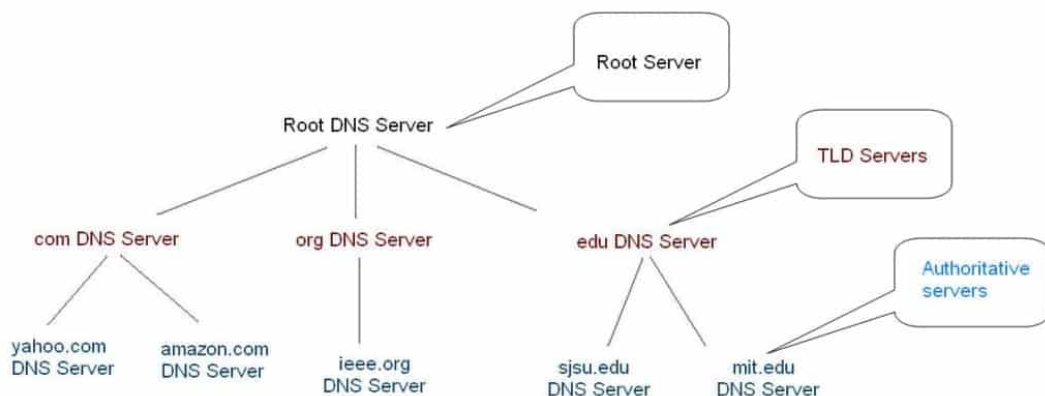 Root Server
Root DNS Server
TLD Servers
com DNS Server
org DNS Server
edu DNS Server
Authoritative
servers
yahoo.com
DNS Server
amazon.com
DNS Server
ieee.org
DNS Server
sjsu.edu
DNS Server
mit.edu
DNS Server